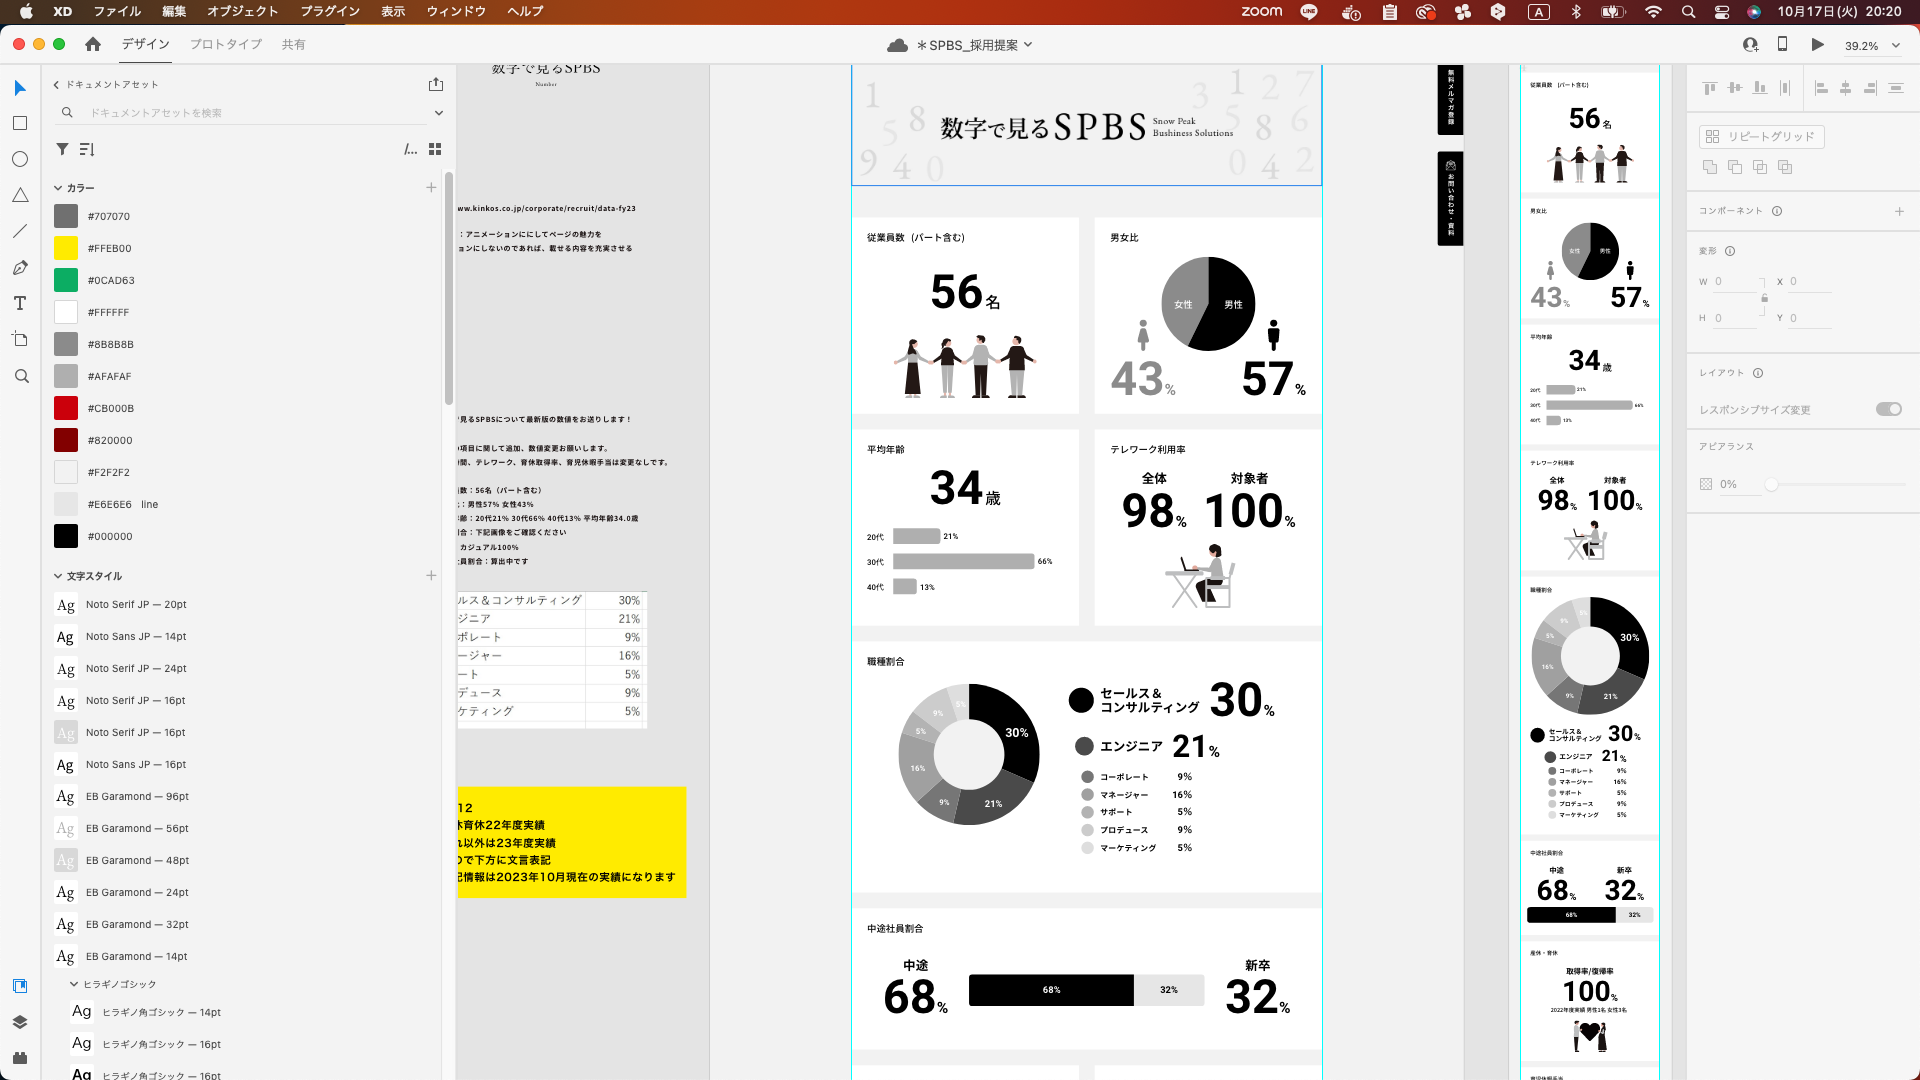 XD ファイル 編集 オブジェクト プラグイン 表示 ウィンドウ ヘルプ
zoom LINE A 10月17日(火) 20:20
デザイン プロトタイプ 共有
＊SPBS_採用提案
39.2%
ドキュメントアセット
ドキュメントアセットを検索
カラー
#707070
#FFEB00
#0CAD63
#FFFFFF
#8B8B8B
#AFAFAF
#CB000B
#820000
#F2F2F2
#E6E6E6 line
#000000
文字スタイル
Ag Noto Serif JP — 20pt
Ag Noto Sans JP — 14pt
Ag Noto Serif JP — 24pt
Ag Noto Serif JP — 16pt
Ag Noto Serif JP — 16pt
Ag Noto Sans JP — 16pt
Ag EB Garamond — 96pt
Ag EB Garamond — 56pt
Ag EB Garamond — 48pt
Ag EB Garamond — 24pt
Ag EB Garamond — 32pt
Ag EB Garamond — 14pt
ヒラギノゴシック
Ag ヒラギノ角ゴシック — 14pt
Ag ヒラギノ角ゴシック — 16pt
Ag ヒラギノ角ゴシック — 16pt
数字で見るSPBS
Number
ww.kinkos.co.jp/corporate/recruit/data-fy23
：アニメーションににしてページの魅力を
ョンにしないのであれば、載せる内容を充実させる
で見るSPBSについて最新版の数値をお送りします！
項目に関して追加、数値変更お願いします。
間、テレワーク、育休取得率、育児休暇手当は変更なしです。
数：56名（パート含む）
：男性57% 女性43%
齢：20代21% 30代66% 40代13% 平均年齢34.0歳
割合：下記画像をご確認ください
カジュアル100%
員割合：算出中です
ルス＆コンサルティング 30%
ジニア 21%
ポレート 9%
ージャー 16%
ート 5%
デュース 9%
ケティング 5%
12
休育休22年度実績
れ以外は23年度実績
ので下方に文言表記
記情報は2023年10月現在の実績になります
1 5 8 9 4 0
数字で見るSPBS
Snow Peak
Bushiness Solutions
3 1 2 7 5 8 6 0 4 2
従業員数 (パート含む)
56名
男女比
女性 男性
43% 57%
平均年齢
34歳
20代 21%
30代 66%
40代 13%
テレワーク利用率
全体 対象者
98% 100%
職種割合
30%
21%
9%
16%
5%
9%
5%
セールス＆
コンサルティング 30%
エンジニア 21%
コーポレート 9%
マネージャー 16%
サポート 5%
プロデュース 9%
マーケティング 5%
中途社員割合
中途 新卒
68% 68% 32% 32%
無料メルマガ登録
お問い合わせ・資料
従業員数 (パート含む)
56名
男女比
女性 男性
43% 57%
平均年齢
34歳
20代 21%
30代 66%
40代 13%
テレワーク利用率
全体 対象者
98% 100%
職種割合
30%
21%
9%
16%
5%
9%
セールス＆
コンサルティング 30%
エンジニア 21%
コーポレート 9%
マネージャー 16%
サポート 5%
プロデュース 9%
マーケティング 5%
中途社員割合
中途 新卒
68% 32%
68% 32%
産休・育休
取得率/復帰率
100%
2022年度実績 男性1名 女性3名
育児休暇手当
リピートグリッド
コンポーネント
変形
W 0 X 0
H 0 Y 0
レイアウト
レスポンシブサイズ変更
アピアランス
0%